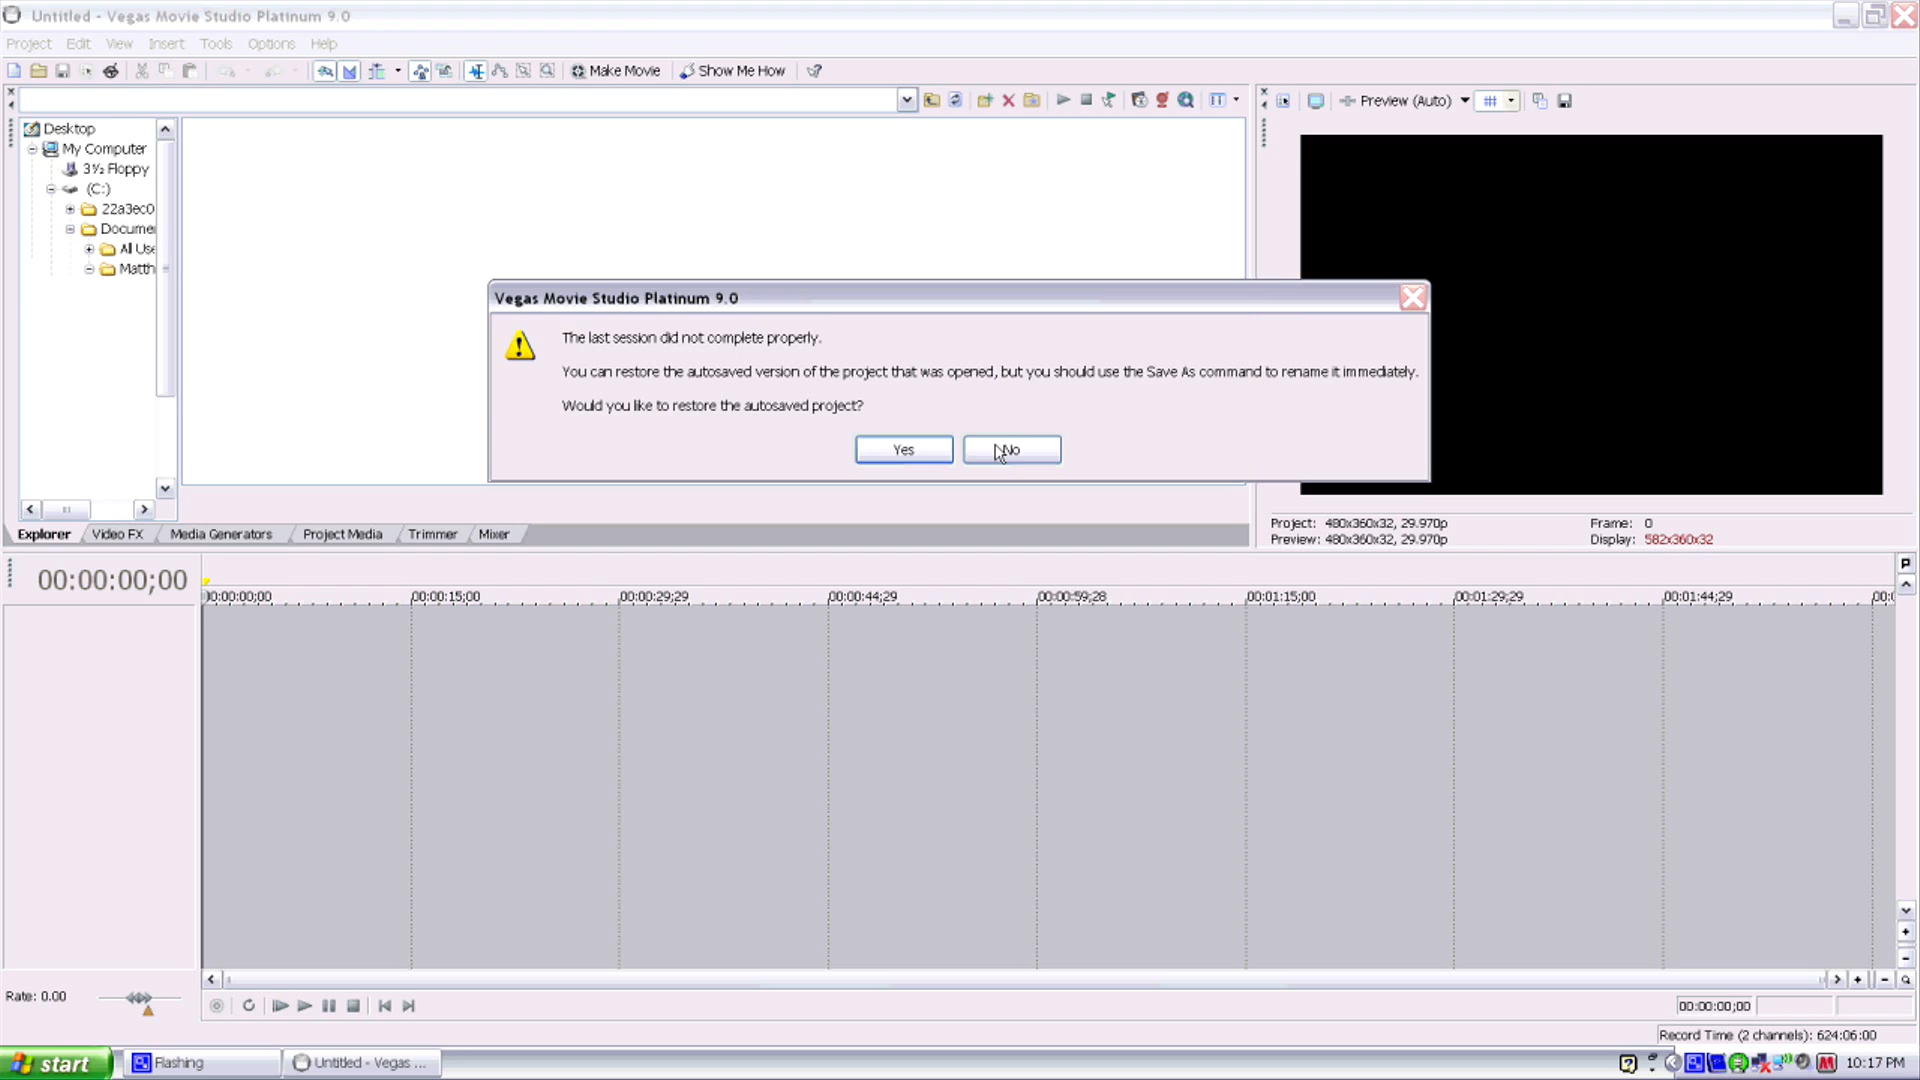 Untitled - Vegas Movie Studio Platinum 9.0
Project Edit View Insert Tools Options Help
Make Movie Show Me How
Preview (Auto)
Desktop
My Computer
3½ Floppy
(C:)
22a3ec0
Docume
All Use
Matth
Vegas Movie Studio Platinum 9.0
The last session did not complete properly.
You can restore the autosaved version of the project that was opened, but you should use the Save As command to rename it immediately.
Would you like to restore the autosaved project?
Yes No
Explorer Video FX Media Generators Project Media Trimmer Mixer
Project: 480x360x32, 29.970p Frame: 0
Preview: 480x360x32, 29.970p Display: 582x360x32
00:00:00;00
00:00:00;00 00:00:15;00 00:00:29;29 00:00:44;29 00:00:59;28 00:01:15;00 00:01:29;29 00:01:44;29 00:0
Rate: 0.00
00:00:00;00
Record Time (2 channels): 624:06:00
start Flashing Untitled - Vegas ... 10:17 PM